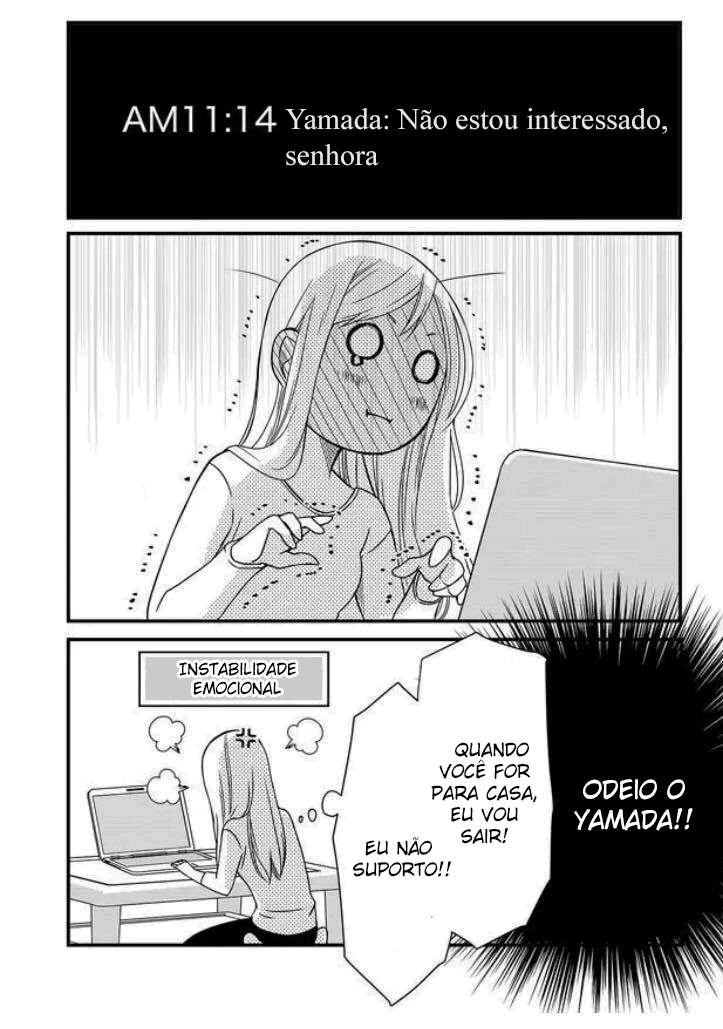 AM11:14 Yamada: Não estou interessado,
senhora
INSTABILIDADE
EMOCIONAL
ODEIO O
YAMADA!!
QUANDO
VOCÊ FOR
PARA CASA,
EU VOU
SAIR!
EU NÃO
SUPORTO!!